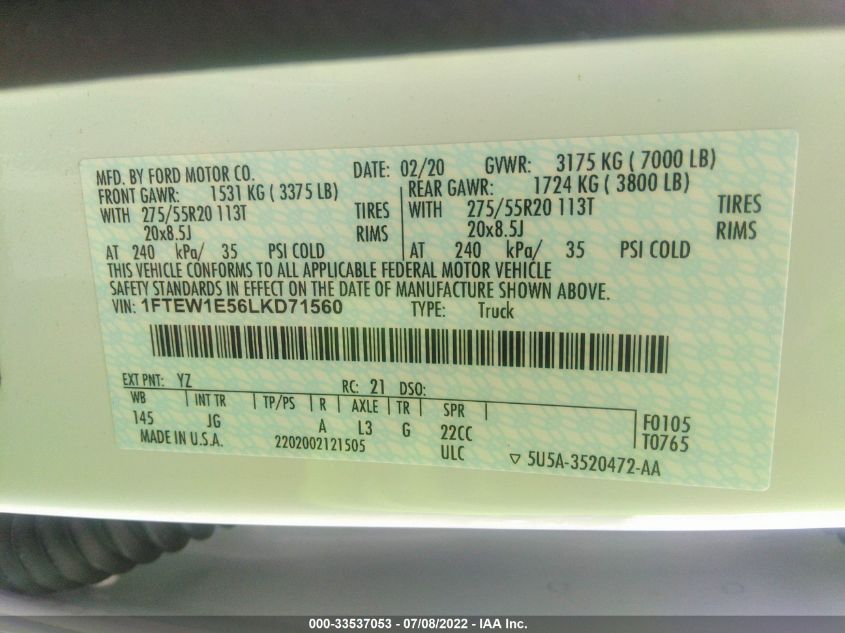 MFD. BY FORD MOTOR CO. DATE: 02/20 GVWR: 3175 KG ( 7000 LB)
FRONT GAWR: 1531 KG ( 3375 LB) REAR GAWR: 1724 KG ( 3800 LB)
WITH 275/55R20 113T TIRES WITH 275/55R20 113T TIRES
20x8.5J RIMS 20x8.5J RIMS
AT 240 kPa/ 35 PSI COLD AT 240 kPa/ 35 PSI COLD
THIS VEHICLE CONFORMS TO ALL APPLICABLE FEDERAL MOTOR VEHICLE
SAFETY STANDARDS IN EFFECT ON THE DATE OF MANUFACTURE SHOWN ABOVE.
VIN: 1FTEW1E56LKD71560 TYPE: Truck
EXT PNT: YZ RC: 21 DSO:
WB INT TR TP/PS R AXLE TR SPR
145 JG A L3 G 22CC F0105
MADE IN U.S.A. 2202002121505 ULC T0765
5U5A-3520472-AA
000-33537053 - 07/08/2022 - IAA Inc.